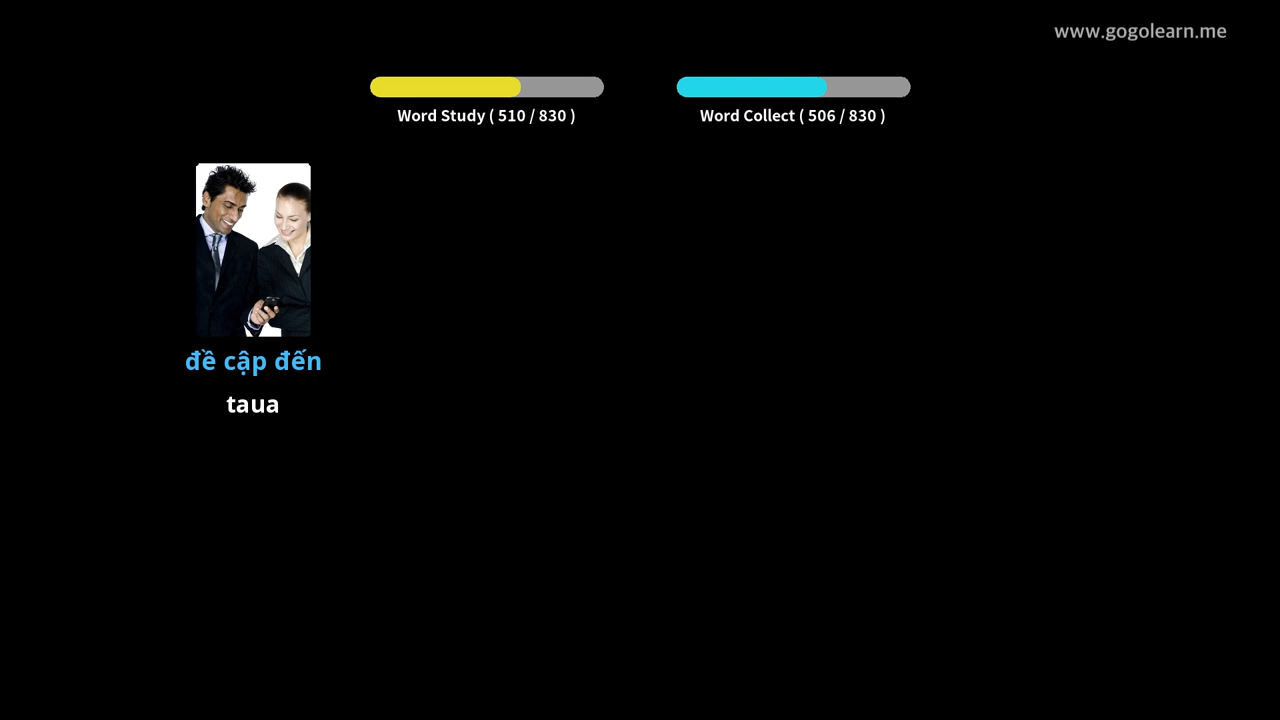 www.gogolearn.me
Word Study ( 510 / 830 )
Word Collect ( 506 / 830 )
đề cập đến
taua